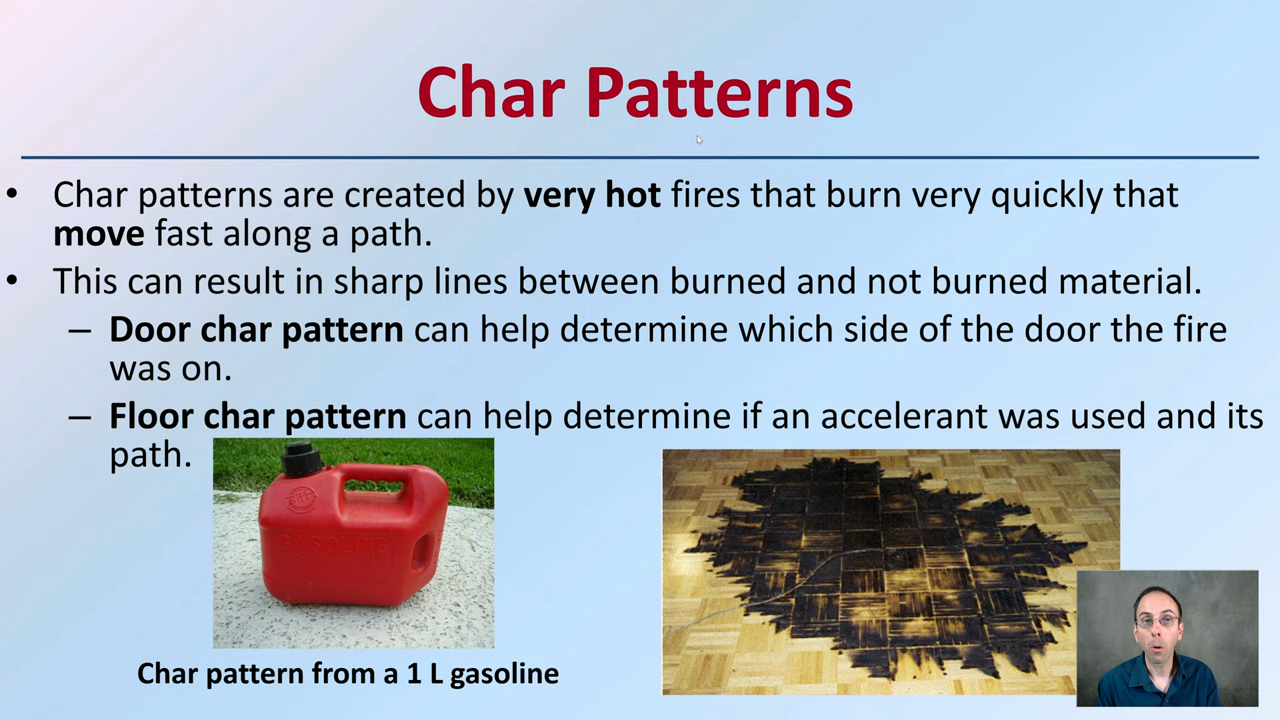 Char Patterns
• Char patterns are created by very hot fires that burn very quickly that
move fast along a path.
• This can result in sharp lines between burned and not burned material.
– Door char pattern can help determine which side of the door the fire
was on.
– Floor char pattern can help determine if an accelerant was used and its
path.
GASOLINE
Char pattern from a 1 L gasoline